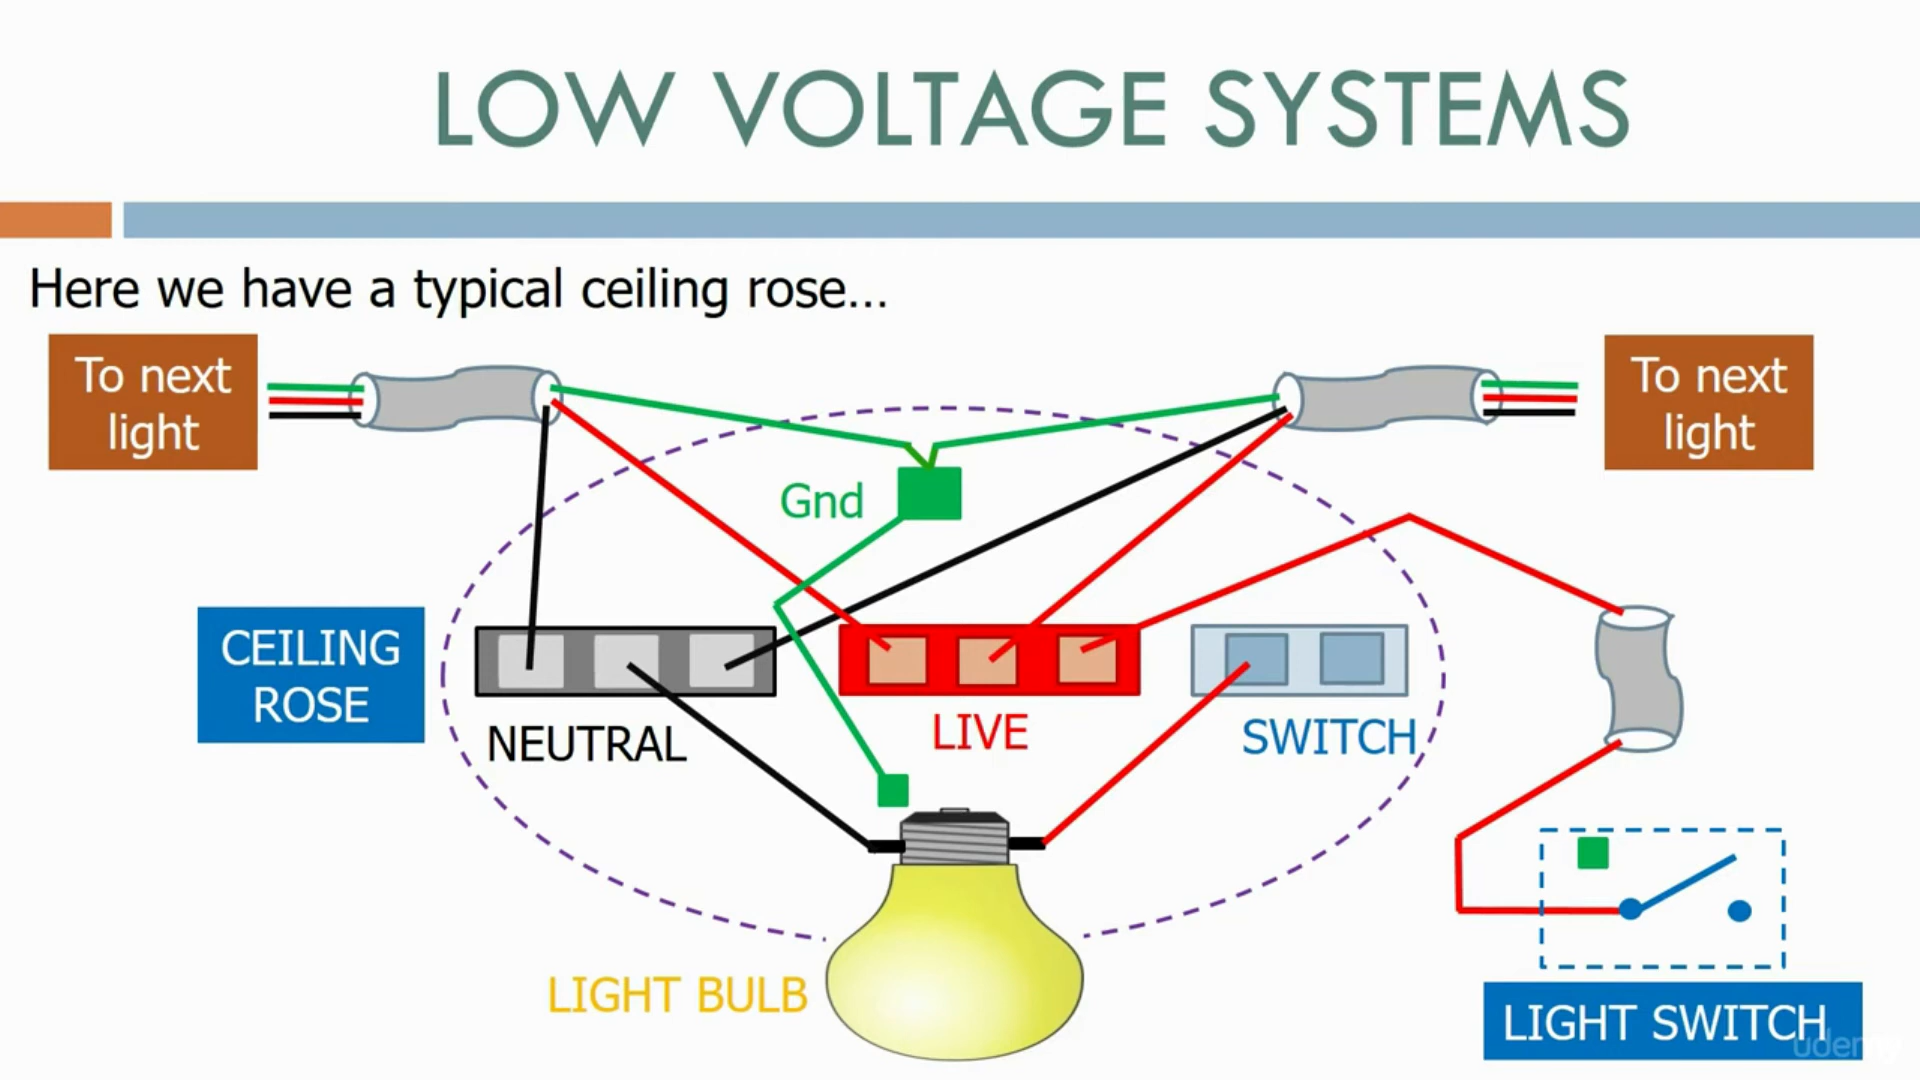 LOW VOLTAGE SYSTEMS
Here we have a typical ceiling rose...
To next
light
To next
light
Gnd
CEILING
ROSE
NEUTRAL
LIVE
SWITCH
LIGHT BULB
LIGHT SWITCH
udemy